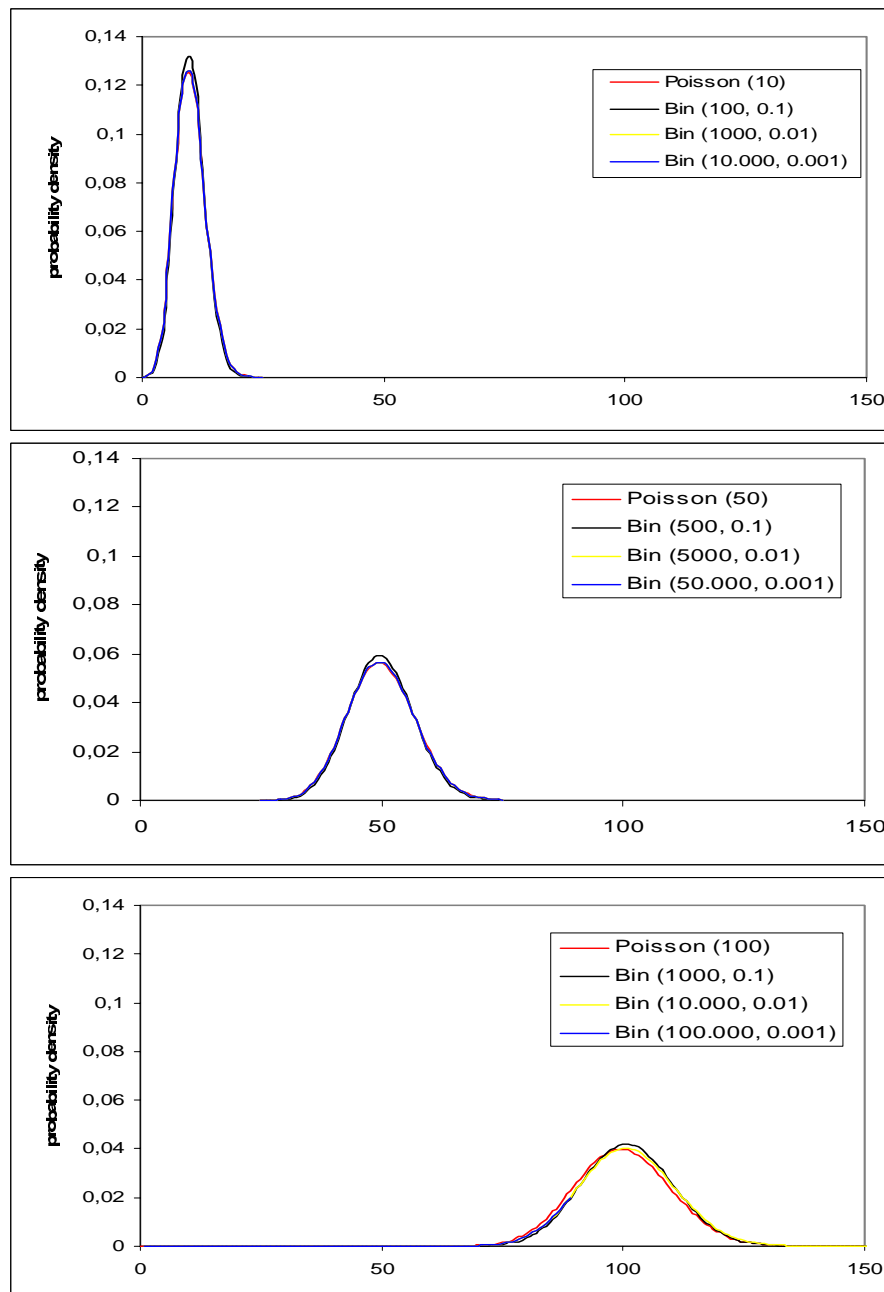 0,14
0,12
0,1
0,08
0,06
0,04
0,02
0
probability density
0
50
100
150
Poisson (10)
Bin (100, 0.1)
Bin (1000, 0.01)
Bin (10.000, 0.001)
0,14
0,12
0,1
0,08
0,06
0,04
0,02
0
probability density
0
50
100
150
Poisson (50)
Bin (500, 0.1)
Bin (5000, 0.01)
Bin (50.000, 0.001)
0,14
0,12
0,1
0,08
0,06
0,04
0,02
0
probability density
0
50
100
150
Poisson (100)
Bin (1000, 0.1)
Bin (10.000, 0.01)
Bin (100.000, 0.001)